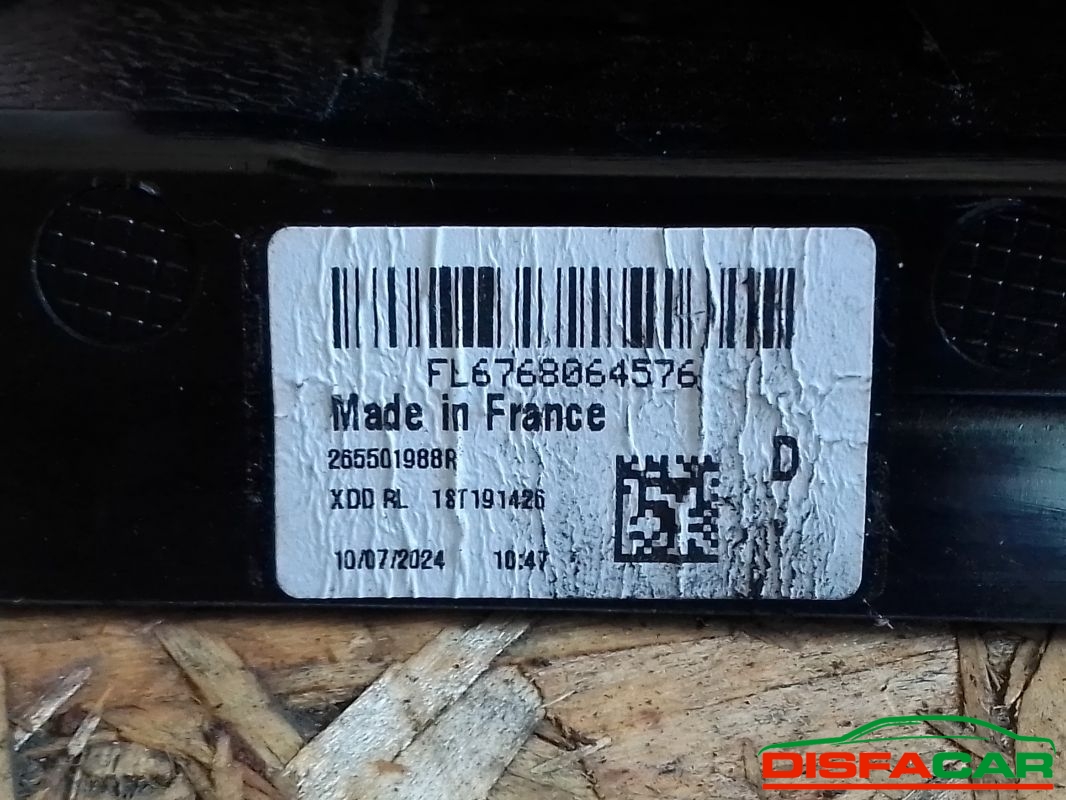 FL6768064576
Made in France
265501988R
D
XDD RL 18T191426
10/07/2024 10:47
DISFACAR